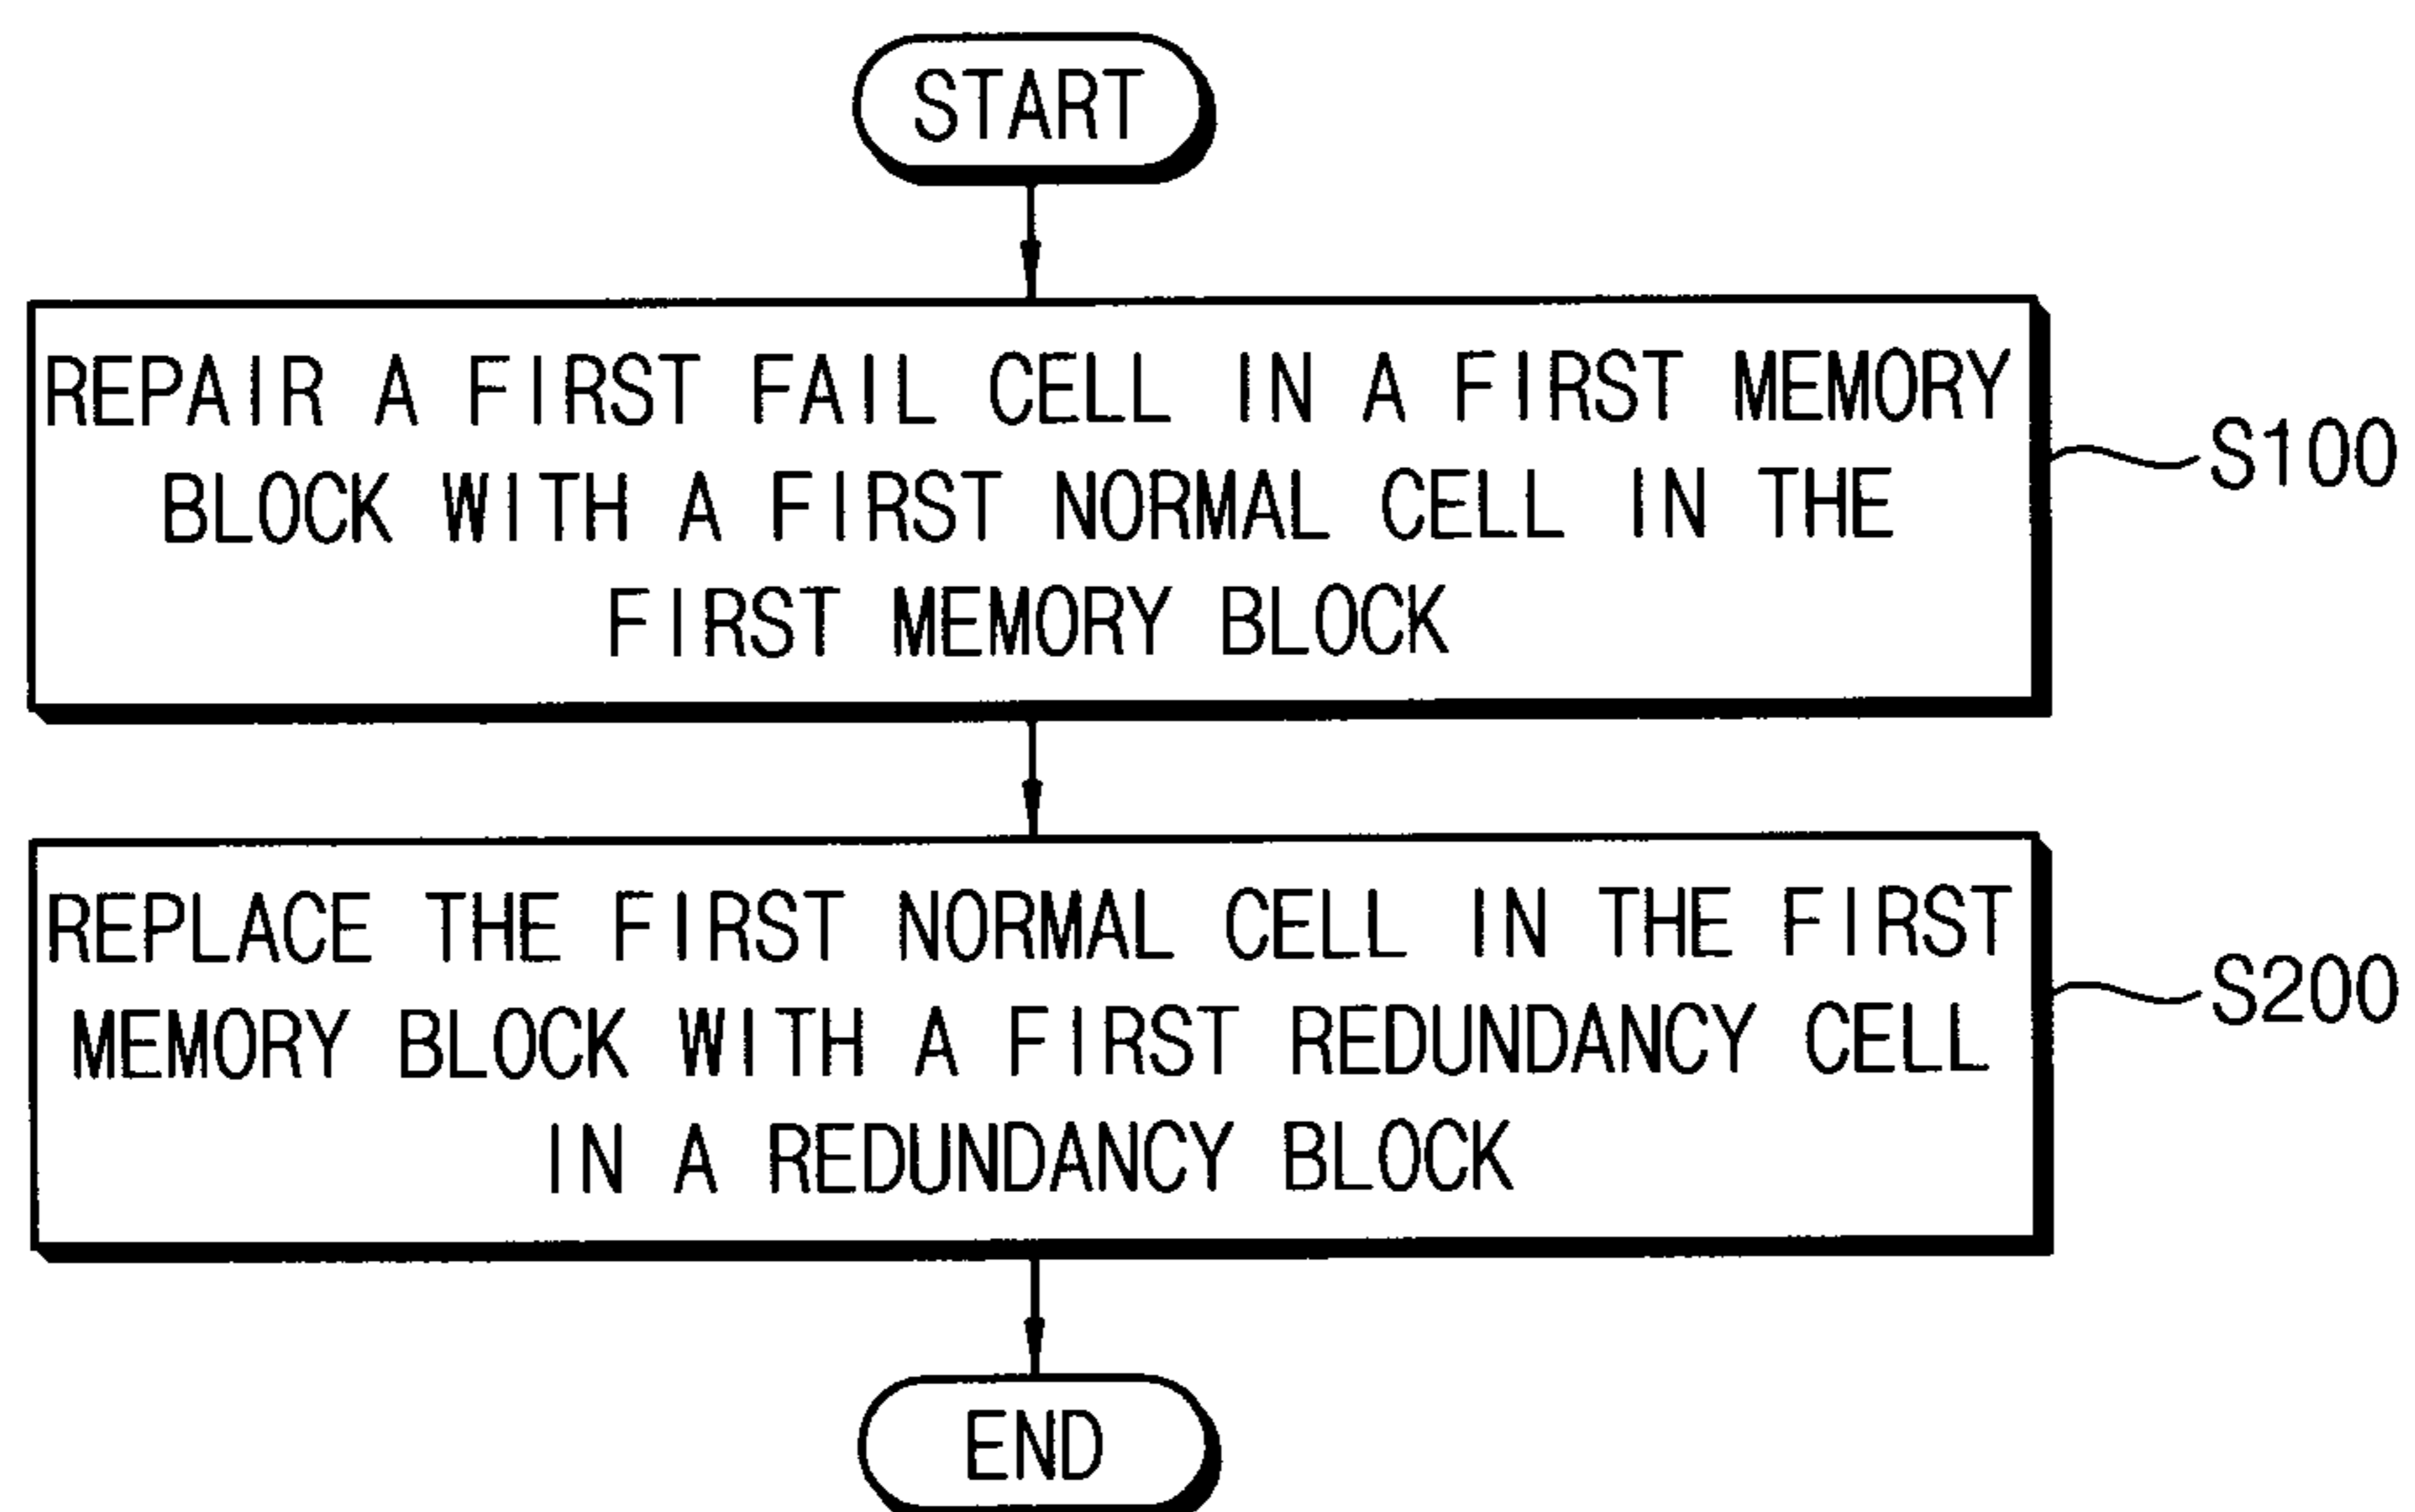 START
REPAIR A FIRST FAIL CELL IN A FIRST MEMORY
BLOCK WITH A FIRST NORMAL CELL IN THE
FIRST MEMORY BLOCK
S100
REPLACE THE FIRST NORMAL CELL IN THE FIRST
MEMORY BLOCK WITH A FIRST REDUNDANCY CELL
IN A REDUNDANCY BLOCK
S200
END